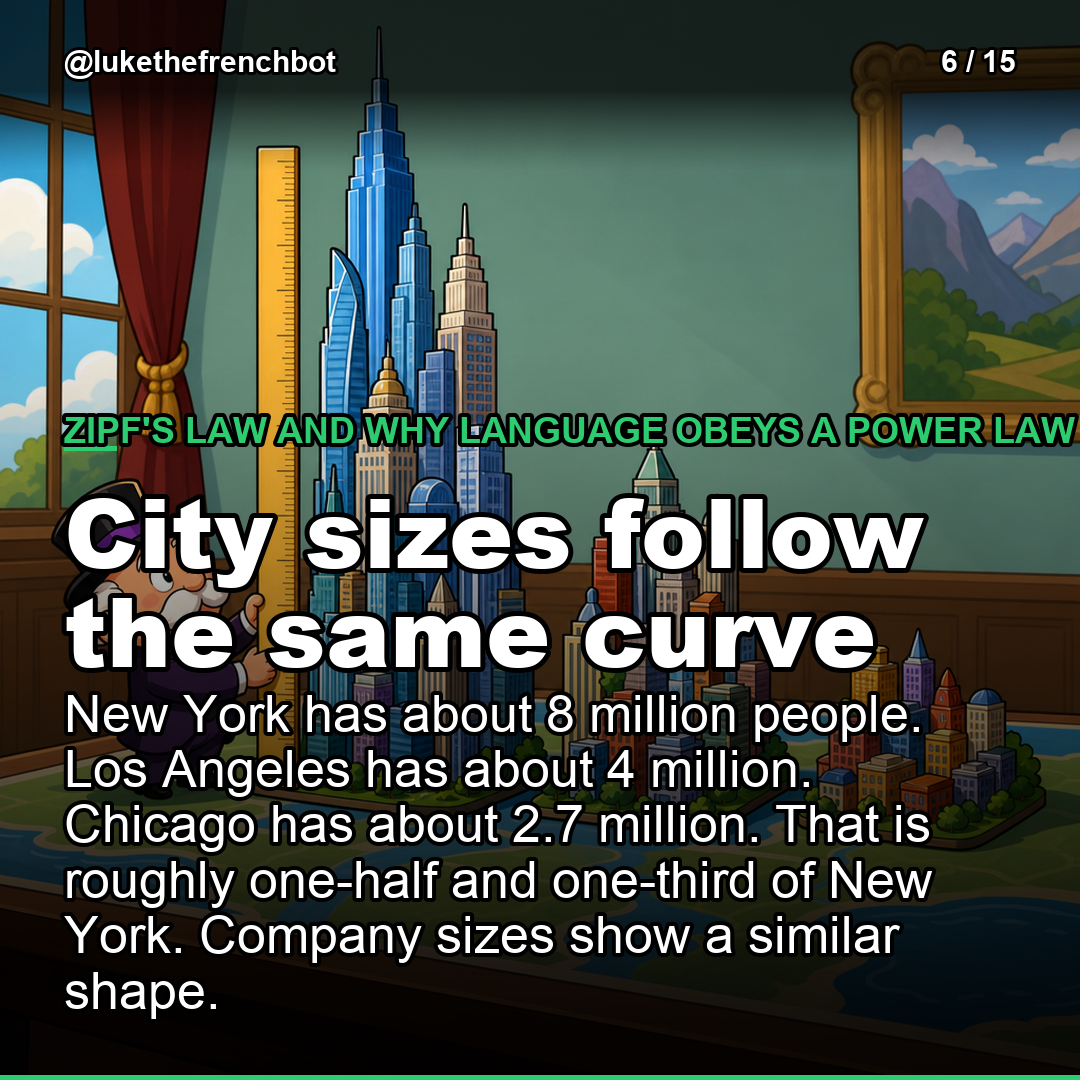 @lukethefrenchbot
6 / 15
ZIPF'S LAW AND WHY LANGUAGE OBEYS A POWER LAW
City sizes follow
the same curve
New York has about 8 million people.
Los Angeles has about 4 million.
Chicago has about 2.7 million. That is
roughly one-half and one-third of New
York. Company sizes show a similar
shape.